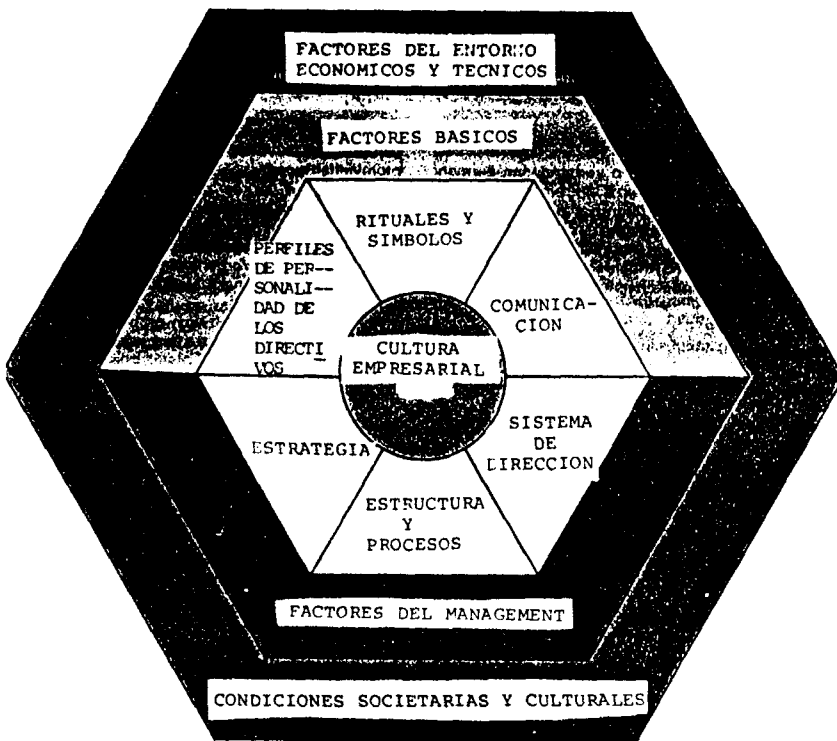 FACTORES DEL ENTORNO
ECONOMICOS Y TECNICOS
FACTORES BASICOS
RITUALES Y
SIMBOLOS
PERFILES
DE PER--
SONALI--
DAD DE
LOS
DIRECTI
VOS
COMUNICA-
CION
CULTURA
EMPRESARIAL
ESTRATEGIA
SISTEMA
DE
DIRECCION
ESTRUCTURA
Y
PROCESOS
FACTORES DEL MANAGEMENT
CONDICIONES SOCIETARIAS Y CULTURALES